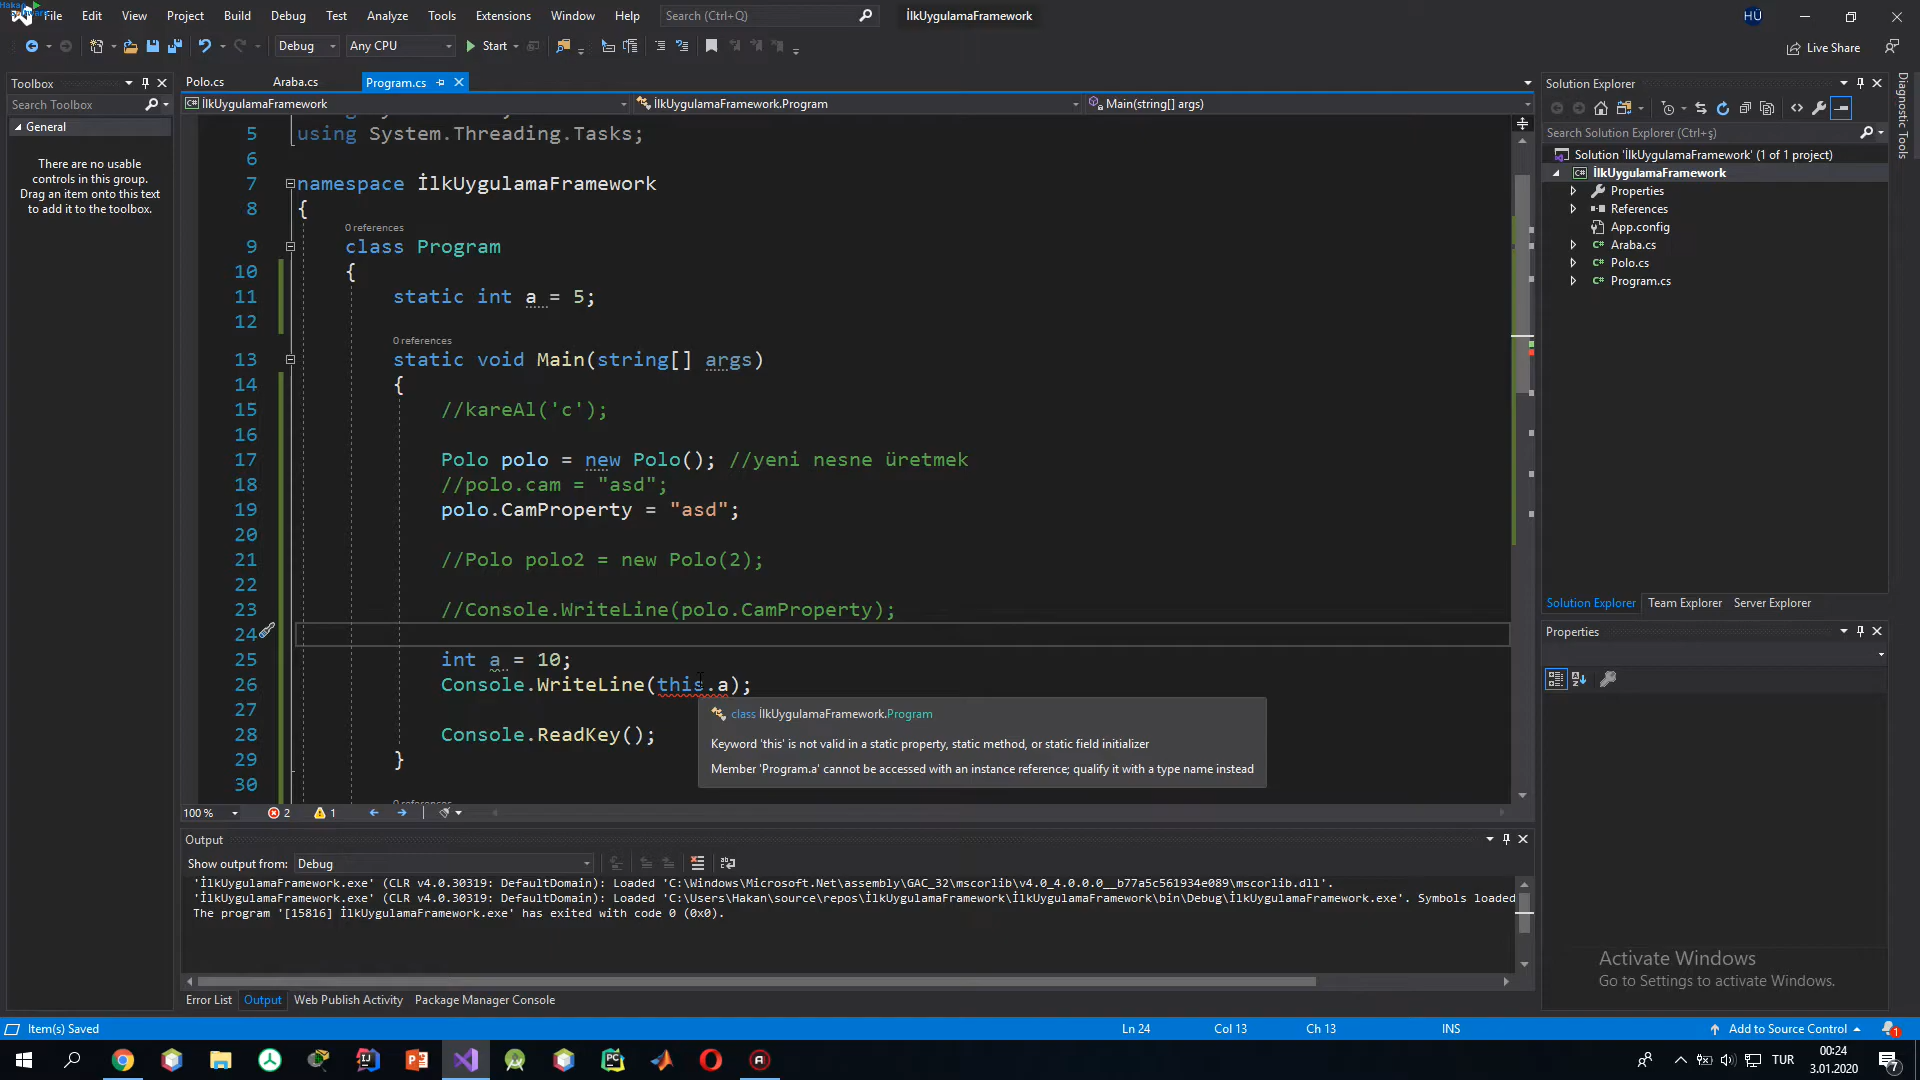 File Edit View Project Build Debug Test Analyze Tools Extensions Window Help Search (Ctrl+Q) İlkUygulamaFramework HÜ
Debug Any CPU Start Live Share
Toolbox
Search Toolbox
General
There are no usable
controls in this group.
Drag an item onto this text
to add it to the toolbox.
Polo.cs Araba.cs Program.cs
İlkUygulamaFramework İlkUygulamaFramework.Program Main(string[] args)
5 using System.Threading.Tasks;
6
7 namespace İlkUygulamaFramework
8 {
0 references
9 class Program
10 {
11 static int a = 5;
12
0 references
13 static void Main(string[] args)
14 {
15 //kareAl('c');
16
17 Polo polo = new Polo(); //yeni nesne üretmek
18 //polo.cam = "asd";
19 polo.CamProperty = "asd";
20
21 //Polo polo2 = new Polo(2);
22
23 //Console.WriteLine(polo.CamProperty);
24
25 int a = 10;
26 Console.WriteLine(this.a);
27
28 Console.ReadKey();
29 }
30
0 references
class İlkUygulamaFramework.Program
Keyword 'this' is not valid in a static property, static method, or static field initializer
Member 'Program.a' cannot be accessed with an instance reference; qualify it with a type name instead
100 % 2 1
Output
Show output from: Debug
'İlkUygulamaFramework.exe' (CLR v4.0.30319: DefaultDomain): Loaded 'C:\Windows\Microsoft.Net\assembly\GAC_32\mscorlib\v4.0_4.0.0.0__b77a5c561934e089\mscorlib.dll'.
'İlkUygulamaFramework.exe' (CLR v4.0.30319: DefaultDomain): Loaded 'C:\Users\Hakan\source\repos\İlkUygulamaFramework\İlkUygulamaFramework\bin\Debug\İlkUygulamaFramework.exe'. Symbols loaded
The program '[15816] İlkUygulamaFramework.exe' has exited with code 0 (0x0).
Error List Output Web Publish Activity Package Manager Console
Solution Explorer
Search Solution Explorer (Ctrl+ş)
Solution 'İlkUygulamaFramework' (1 of 1 project)
İlkUygulamaFramework
Properties
References
App.config
C# Araba.cs
C# Polo.cs
C# Program.cs
Solution Explorer Team Explorer Server Explorer
Properties
Diagnostic Tools
Activate Windows
Go to Settings to activate Windows.
Item(s) Saved Ln 24 Col 13 Ch 13 INS Add to Source Control 1
TUR 00:24
3.01.2020 7